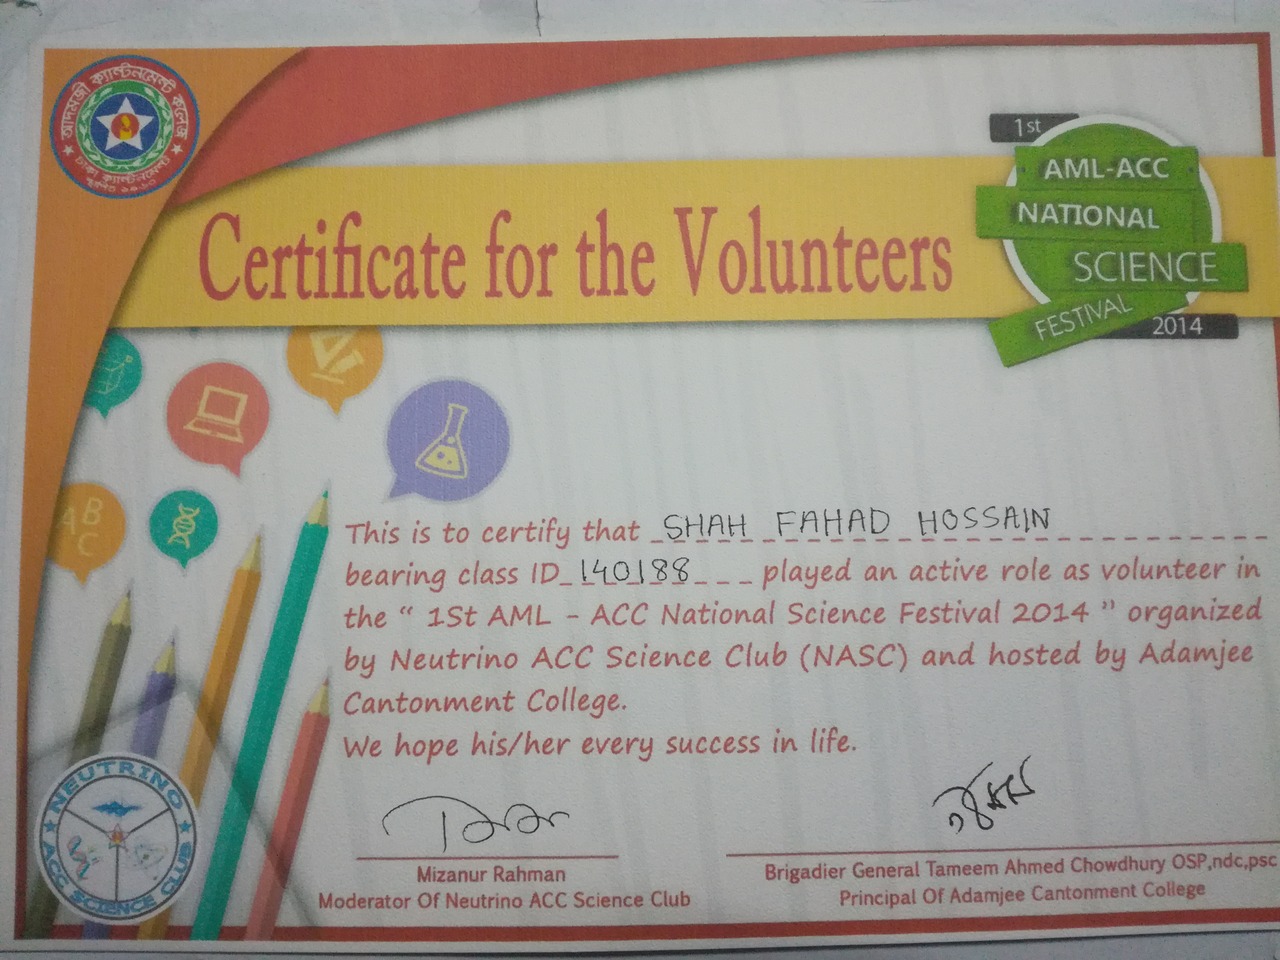 আদমজী ক্যান্টনমেন্ট কলেজ
ঢাকা ক্যান্টনমেন্ট
স্থাপিত ১৯৬০
1st
AML-ACC
NATIONAL
SCIENCE
FESTIVAL
2014
Certificate for the Volunteers
A B
C
This is to certify that SHAH FAHAD HOSSAIN
bearing class ID 140188 played an active role as volunteer in
the “ 1St AML - ACC National Science Festival 2014 ” organized
by Neutrino ACC Science Club (NASC) and hosted by Adamjee
Cantonment College.
We hope his/her every success in life.
NEUTRINO
ACC SCIENCE CLUB
Mizanur Rahman
Moderator Of Neutrino ACC Science Club
Brigadier General Tameem Ahmed Chowdhury OSP,ndc,psc
Principal Of Adamjee Cantonment College